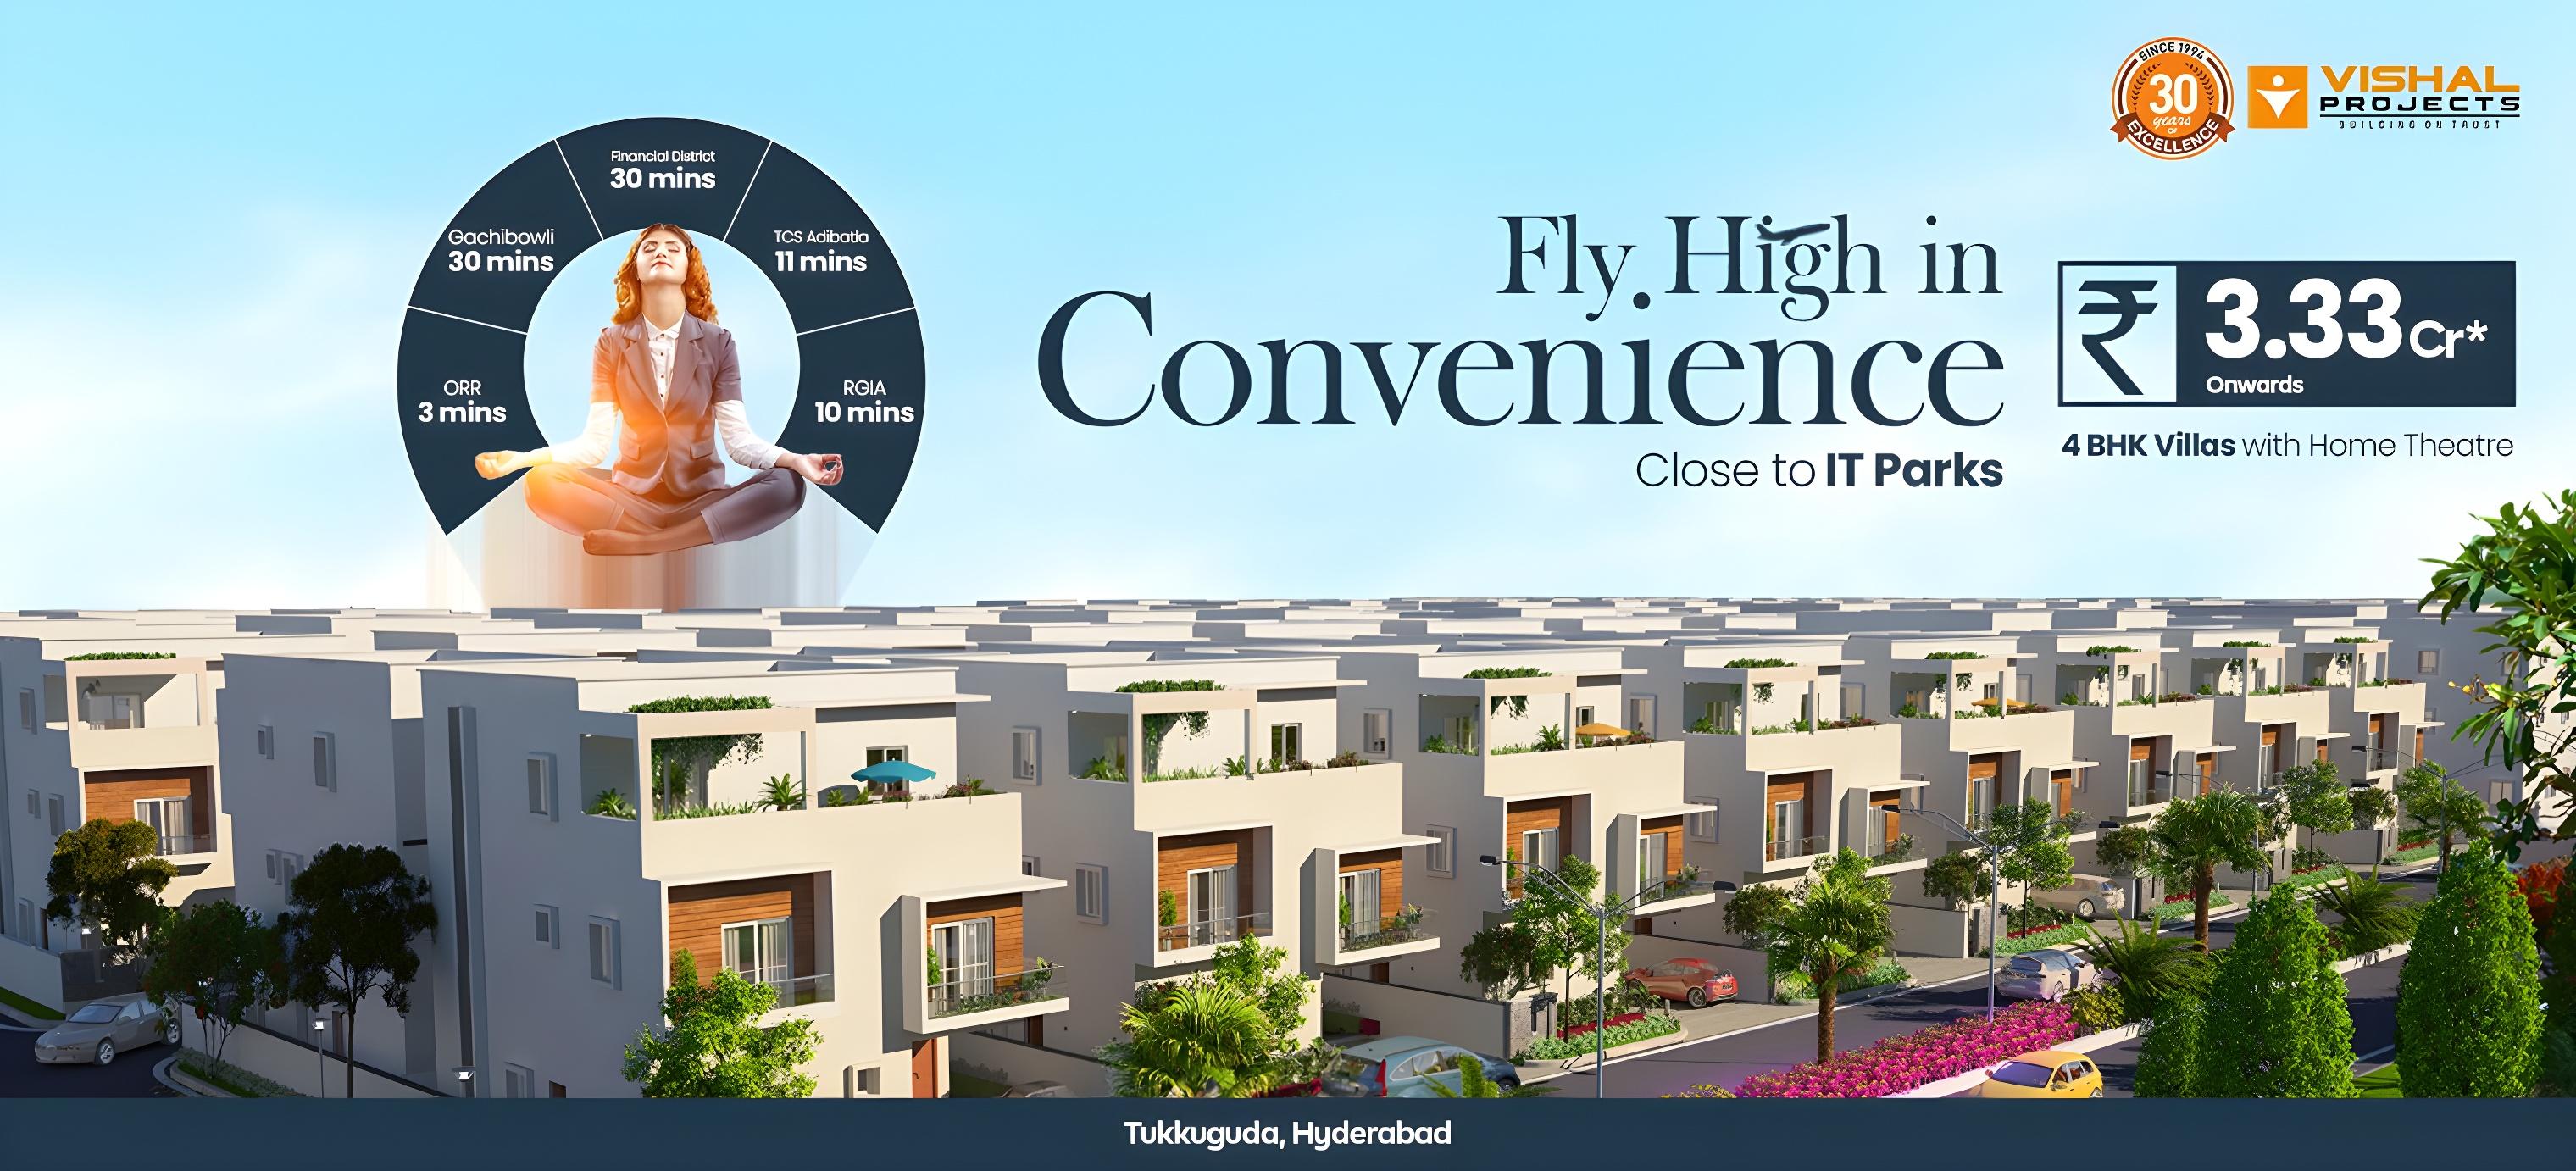 SINCE 1994
30
years
OF
EXCELLENCE
VISHAL
PROJECTS
BUILDING ON TRUST
Financial District
30 mins
Gachibowli
30 mins
TCS Adibatla
11 mins
ORR
3 mins
RGIA
10 mins
Fly High in
Convenience
Close to IT Parks
₹ 3.33 Cr*
Onwards
4 BHK Villas with Home Theatre
Tukkuguda, Hyderabad